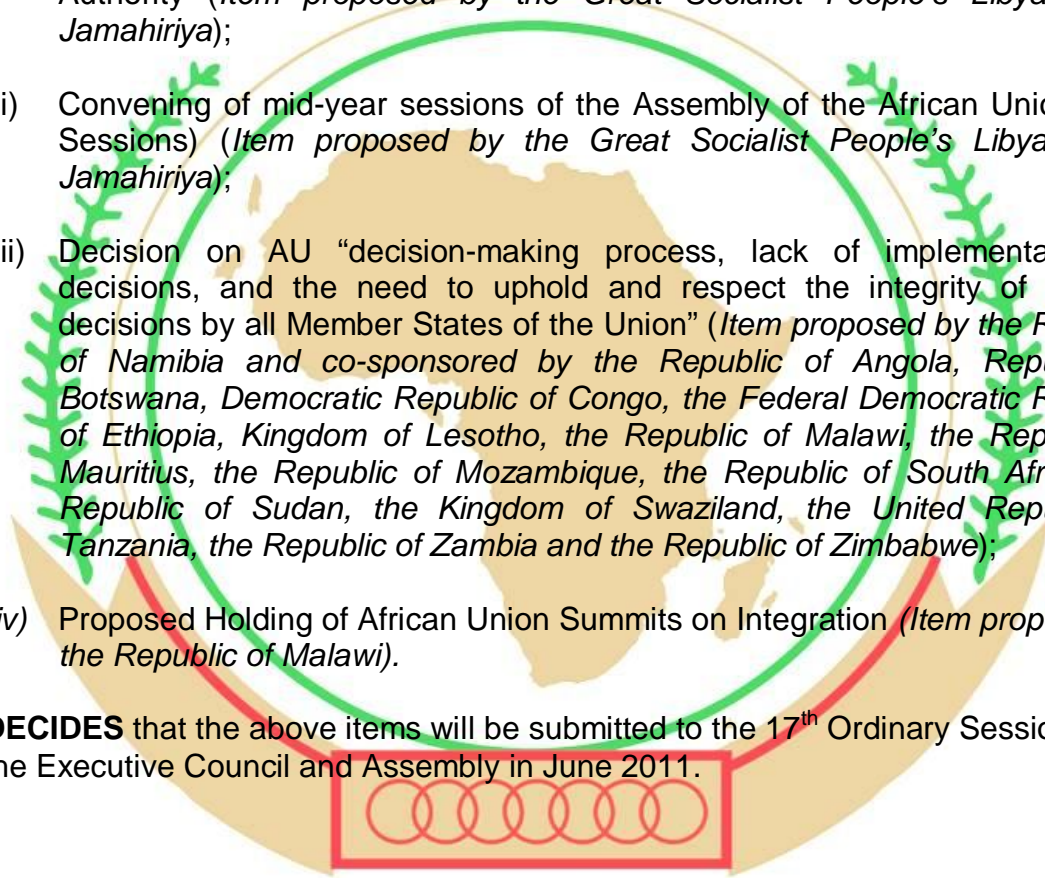 Authority (Item proposed by the Great Socialist People's Libya
Jamahiriya);
i) Convening of mid-year sessions of the Assembly of the African Unio
Sessions) (Item proposed by the Great Socialist People's Libya
Jamahiriya);
ii) Decision on AU “decision-making process, lack of implementa
decisions, and the need to uphold and respect the integrity of
decisions by all Member States of the Union” (Item proposed by the R
of Namibia and co-sponsored by the Republic of Angola, Repu
Botswana, Democratic Republic of Congo, the Federal Democratic R
of Ethiopia, Kingdom of Lesotho, the Republic of Malawi, the Rep
Mauritius, the Republic of Mozambique, the Republic of South Afr
Republic of Sudan, the Kingdom of Swaziland, the United Repu
Tanzania, the Republic of Zambia and the Republic of Zimbabwe);
iv) Proposed Holding of African Union Summits on Integration (Item prop
the Republic of Malawi).
DECIDES that the above items will be submitted to the 17th Ordinary Sessio
he Executive Council and Assembly in June 2011.